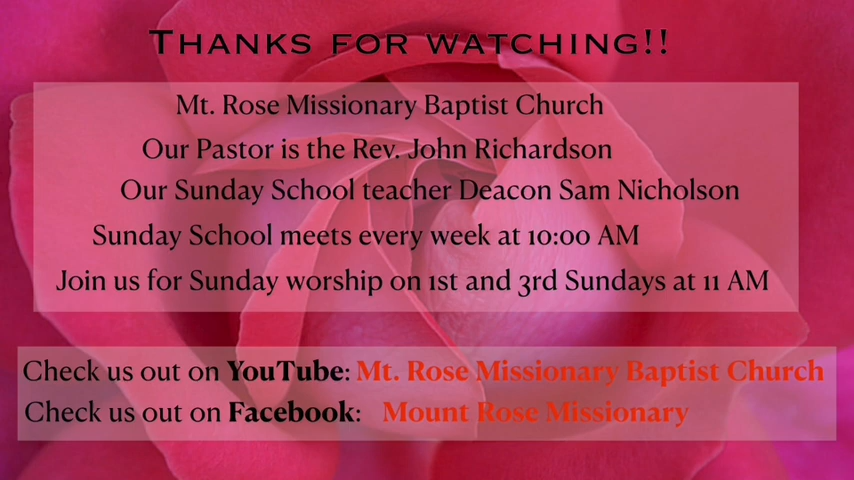 THANKS FOR WATCHING!!
Mt. Rose Missionary Baptist Church
Our Pastor is the Rev. John Richardson
Our Sunday School teacher Deacon Sam Nicholson
Sunday School meets every week at 10:00 AM
Join us for Sunday worship on 1st and 3rd Sundays at 11 AM
Check us out on YouTube: Mt. Rose Missionary Baptist Church
Check us out on Facebook: Mount Rose Missionary